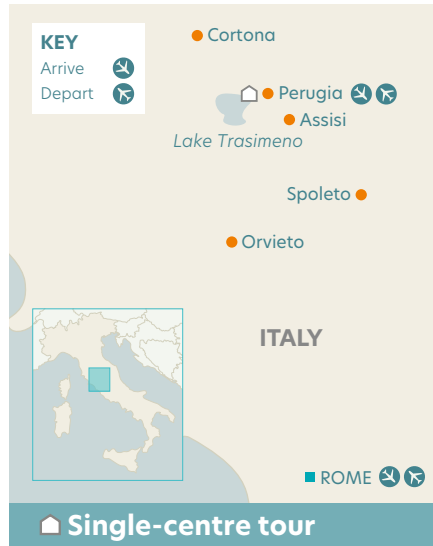 KEY
Arrive
Depart
Cortona
Perugia
Assisi
Lake Trasimeno
Spoleto
Orvieto
ITALY
ROME
Single-centre tour